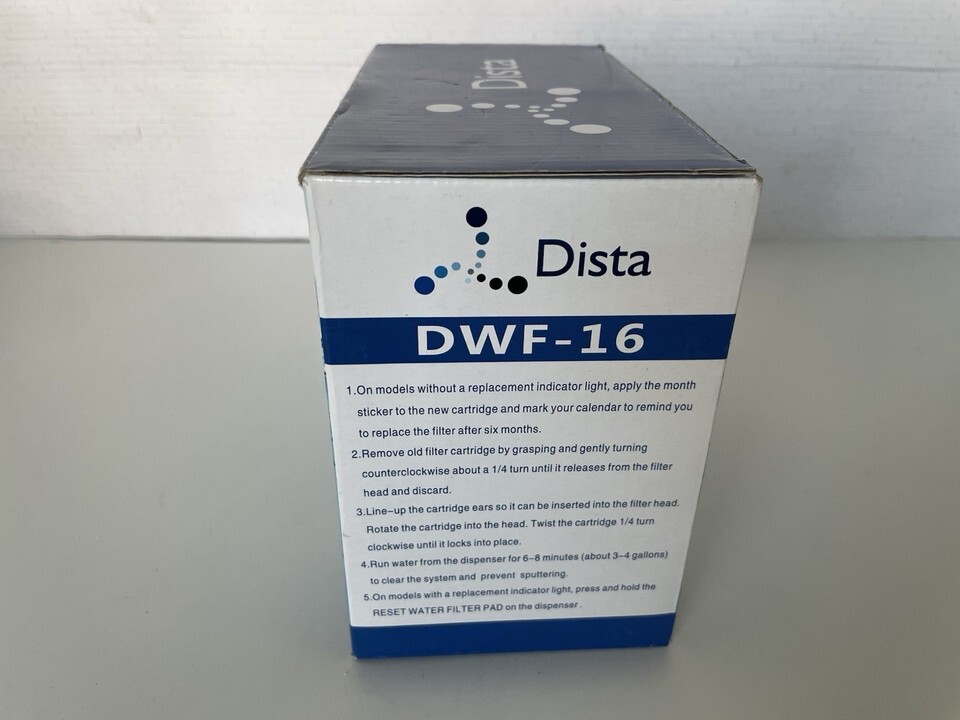 Dista
Dista
DWF-16
1.On models without a replacement indicator light, apply the month
sticker to the new cartridge and mark your calendar to remind you
to replace the filter after six months.
2.Remove old filter cartridge by grasping and gently turning
counterclockwise about a 1/4 turn until it releases from the filter
head and discard.
3.Line-up the cartridge ears so it can be inserted into the filter head.
Rotate the cartridge into the head. Twist the cartridge 1/4 turn
clockwise until it locks into place.
4.Run water from the dispenser for 6-8 minutes (about 3-4 gallons)
to clear the system and prevent sputtering.
5.On models with a replacement indicator light, press and hold the
RESET WATER FILTER PAD on the dispenser.